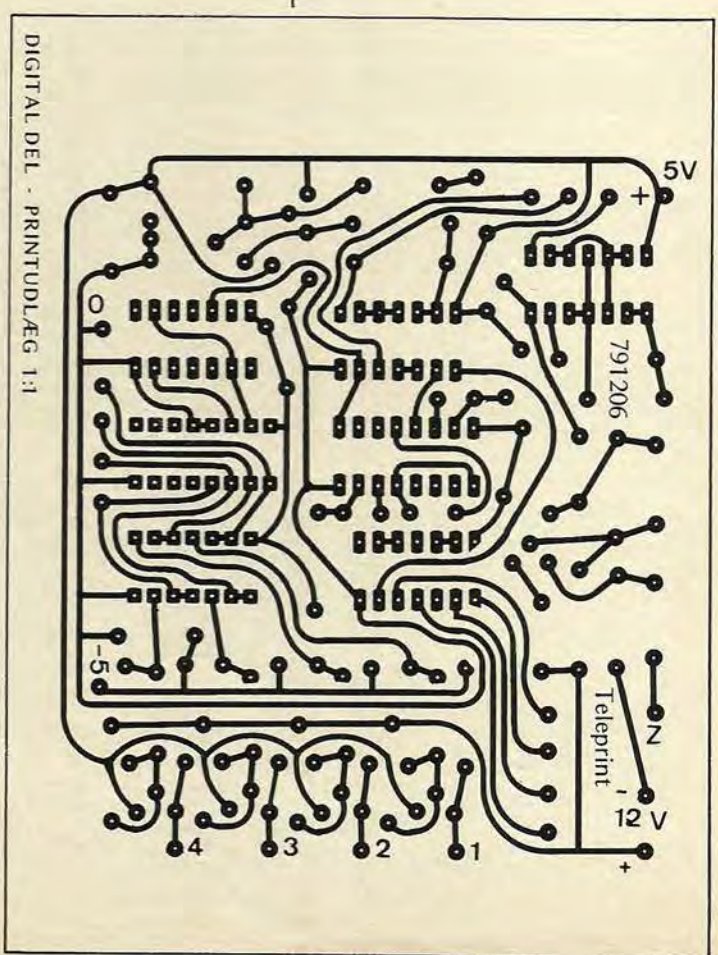 DIGITAL DEL - PRINTUDLÆG 1:1
5V
+
0
791206
-5
Teleprint
Z
-
12 V
+
4
3
2
1